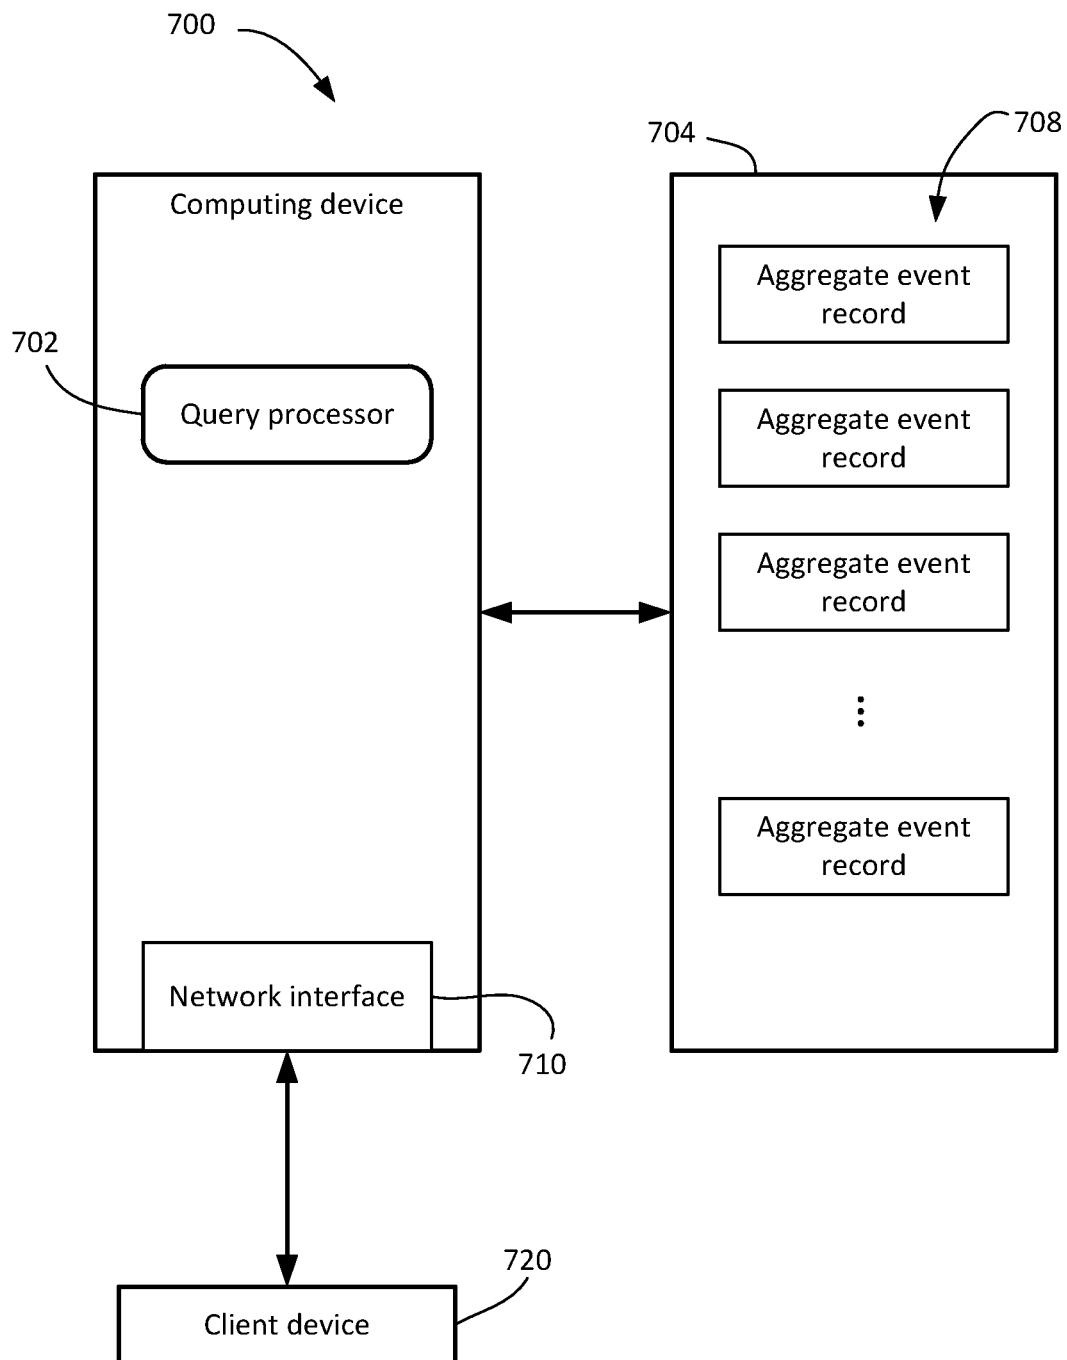 700
704
708
Computing device
Aggregate event
record
702
Query processor
Aggregate event
record
Aggregate event
record
⋮
Aggregate event
record
Network interface
710
720
Client device